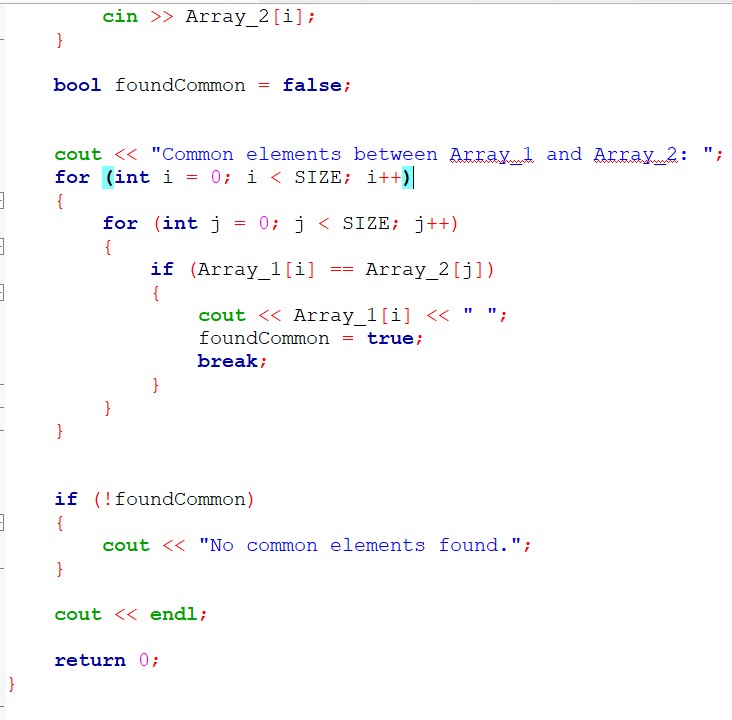 cin >> Array_2[i];
    }
    bool foundCommon = false;
    cout << "Common elements between Array_1 and Array_2: ";
    for (int i = 0; i < SIZE; i++)
    {
        for (int j = 0; j < SIZE; j++)
        {
            if (Array_1[i] == Array_2[j])
            {
                cout << Array_1[i] << " ";
                foundCommon = true;
                break;
            }
        }
    }
    if (!foundCommon)
    {
        cout << "No common elements found.";
    }
    cout << endl;
    return 0;
}